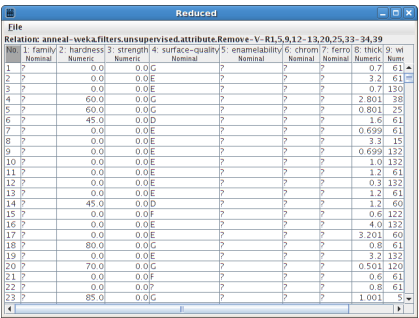 Reduced
File
Relation: anneal-weka.filters.unsupervised.attribute.Remove-V-R1,5,9,12-13,20,25,33-34,39
No. 1: family 2: hardness 3: strength 4: surface-quality 5: enamelability 6: chrom 7: ferro 8: thick 9: wi
Nominal Numeric Numeric Nominal Nominal Nominal Nominal Numeric Nume
1 ? 0.0 0.0 G ? ? ? 0.7 61
2 ? 0.0 0.0 E ? ? ? 3.2 61
3 ? 0.0 0.0 E ? ? ? 0.7 130
4 ? 60.0 0.0 G ? ? ? 2.801 38
5 ? 60.0 0.0 G ? ? ? 0.801 25
6 ? 45.0 0.0 D ? ? ? 1.6 61
7 ? 0.0 0.0 E ? ? ? 0.699 61
8 ? 0.0 0.0 E ? ? ? 3.3 15
9 ? 0.0 0.0 E ? ? ? 0.699 132
10 ? 0.0 0.0 E ? ? ? 1.0 132
11 ? 0.0 0.0 E ? ? ? 1.2 61
12 ? 0.0 0.0 E ? ? ? 0.3 132
13 ? 0.0 0.0 E ? ? ? 1.2 61
14 ? 45.0 0.0 D ? ? ? 1.2 60
15 ? 0.0 0.0 F ? ? ? 0.6 122
16 ? 0.0 0.0 E ? ? ? 4.0 132
17 ? 0.0 0.0 E ? ? ? 3.201 60
18 ? 80.0 0.0 G ? ? ? 0.8 61
19 ? 0.0 0.0 E ? ? ? 3.2 132
20 ? 70.0 0.0 G ? ? ? 0.501 120
21 ? 0.0 0.0 F ? ? ? 0.6 61
22 ? 0.0 0.0 ? ? ? ? 0.8 61
23 ? 85.0 0.0 G ? ? ? 1.001 5